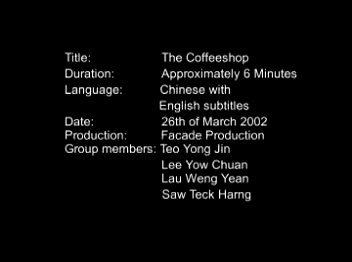 Title: The Coffeeshop
Duration: Approximately 6 Minutes
Language: Chinese with
English subtitles
Date: 26th of March 2002
Production: Facade Production
Group members: Teo Yong Jin
Lee Yow Chuan
Lau Weng Yean
Saw Teck Harng